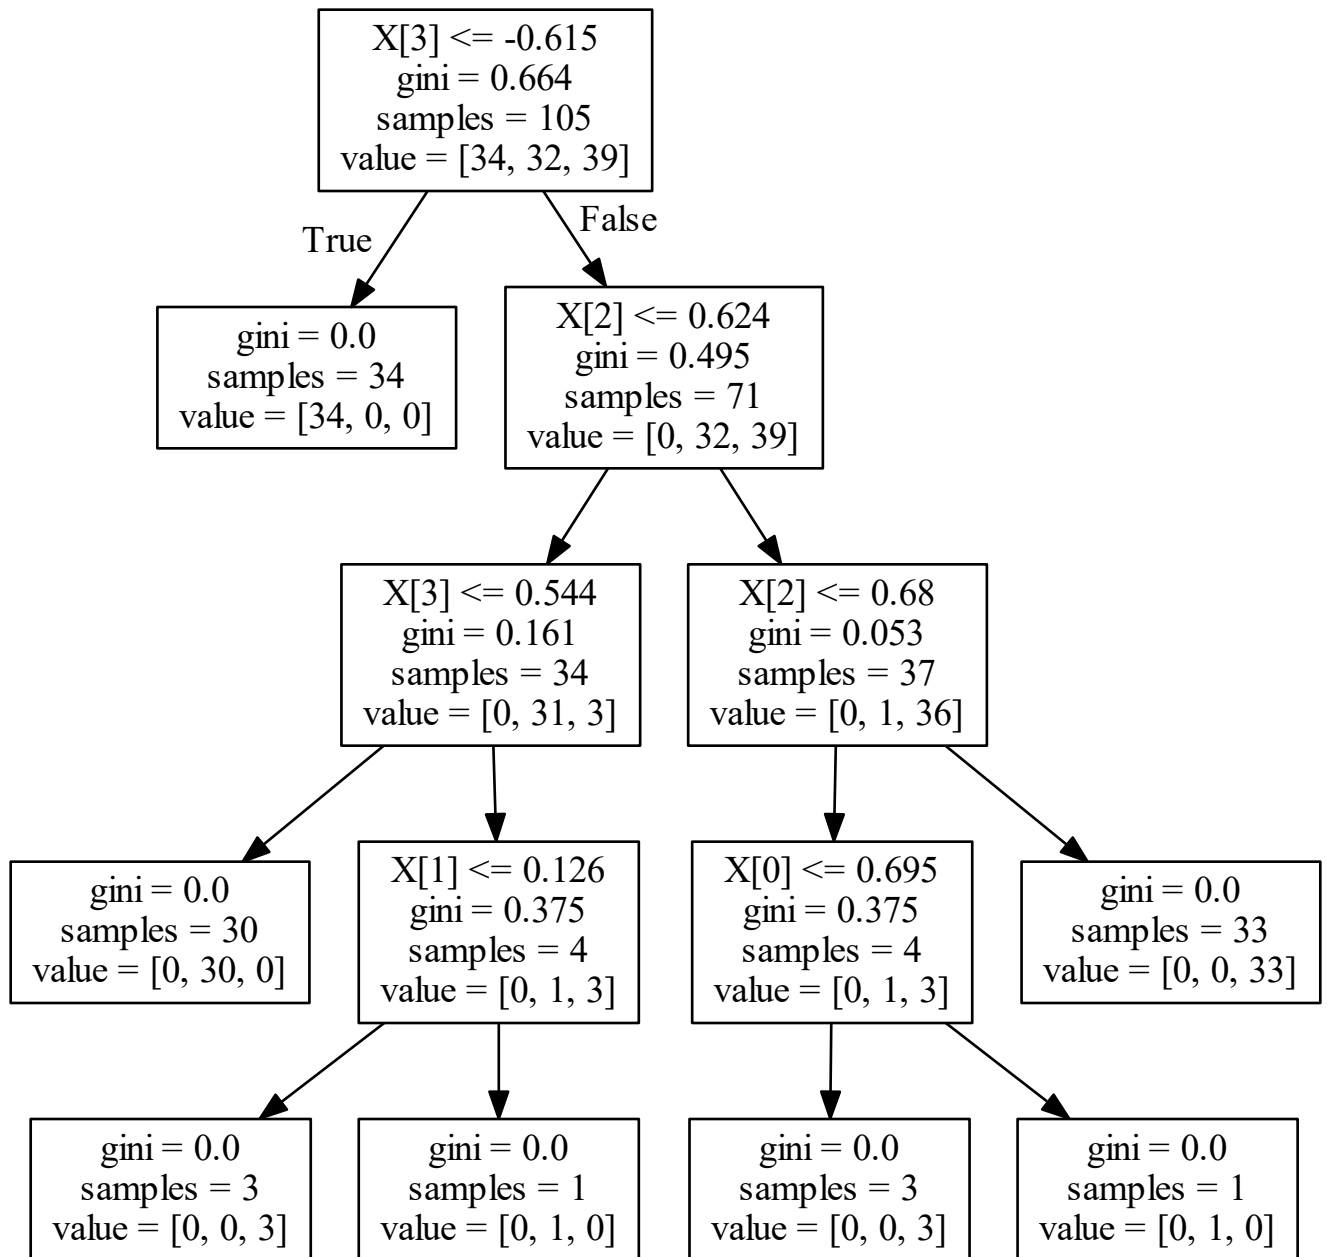 X[3] <= -0.615
gini = 0.664
samples = 105
value = [34, 32, 39]
True
False
gini = 0.0
samples = 34
value = [34, 0, 0]
X[2] <= 0.624
gini = 0.495
samples = 71
value = [0, 32, 39]
X[3] <= 0.544
gini = 0.161
samples = 34
value = [0, 31, 3]
X[2] <= 0.68
gini = 0.053
samples = 37
value = [0, 1, 36]
gini = 0.0
samples = 30
value = [0, 30, 0]
X[1] <= 0.126
gini = 0.375
samples = 4
value = [0, 1, 3]
X[0] <= 0.695
gini = 0.375
samples = 4
value = [0, 1, 3]
gini = 0.0
samples = 33
value = [0, 0, 33]
gini = 0.0
samples = 3
value = [0, 0, 3]
gini = 0.0
samples = 1
value = [0, 1, 0]
gini = 0.0
samples = 3
value = [0, 0, 3]
gini = 0.0
samples = 1
value = [0, 1, 0]